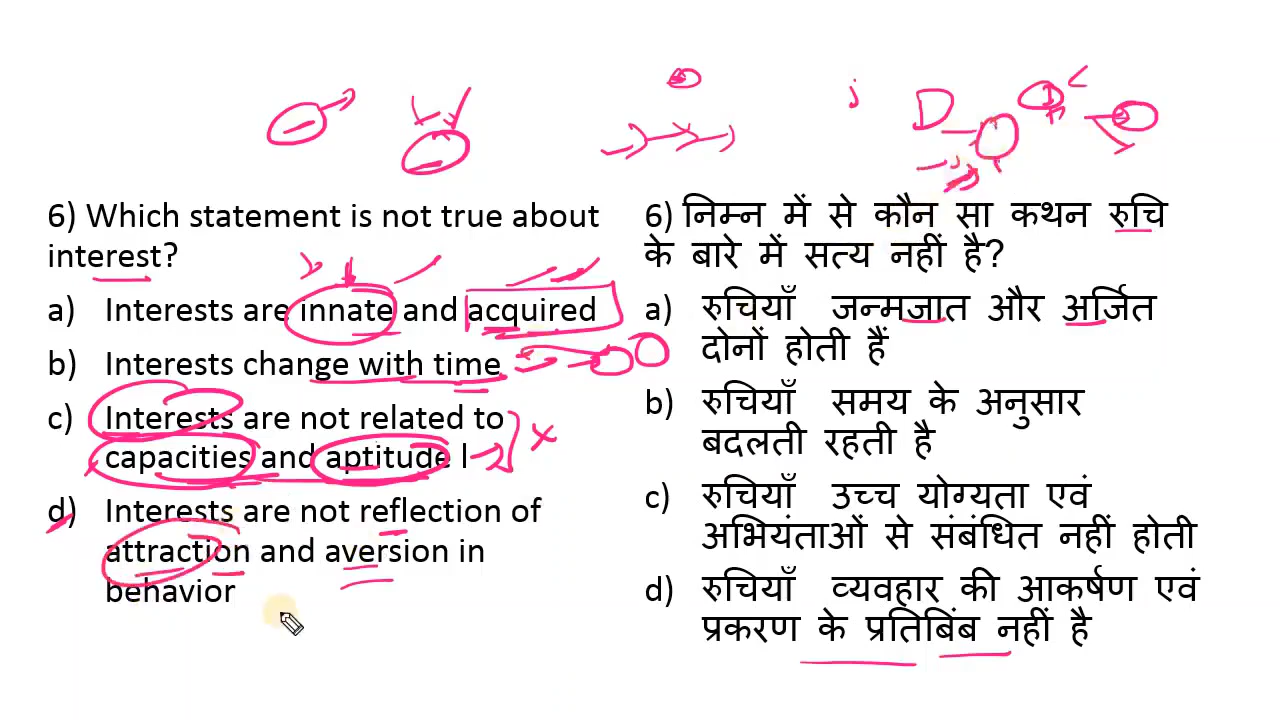 6) Which statement is not true about
interest?
a) Interests are innate and acquired
b) Interests change with time
c) Interests are not related to
capacities and aptitude l
d) Interests are not reflection of
attraction and aversion in
behavior
6) निम्न में से कौन सा कथन रुचि
के बारे में सत्य नहीं है?
a) रुचियाँ जन्मजात और अर्जित
दोनों होती हैं
b) रुचियाँ समय के अनुसार
बदलती रहती है
c) रुचियाँ उच्च योग्यता एवं
अभियंताओं से संबंधित नहीं होती
d) रुचियाँ व्यवहार की आकर्षण एवं
प्रकरण के प्रतिबिंब नहीं है